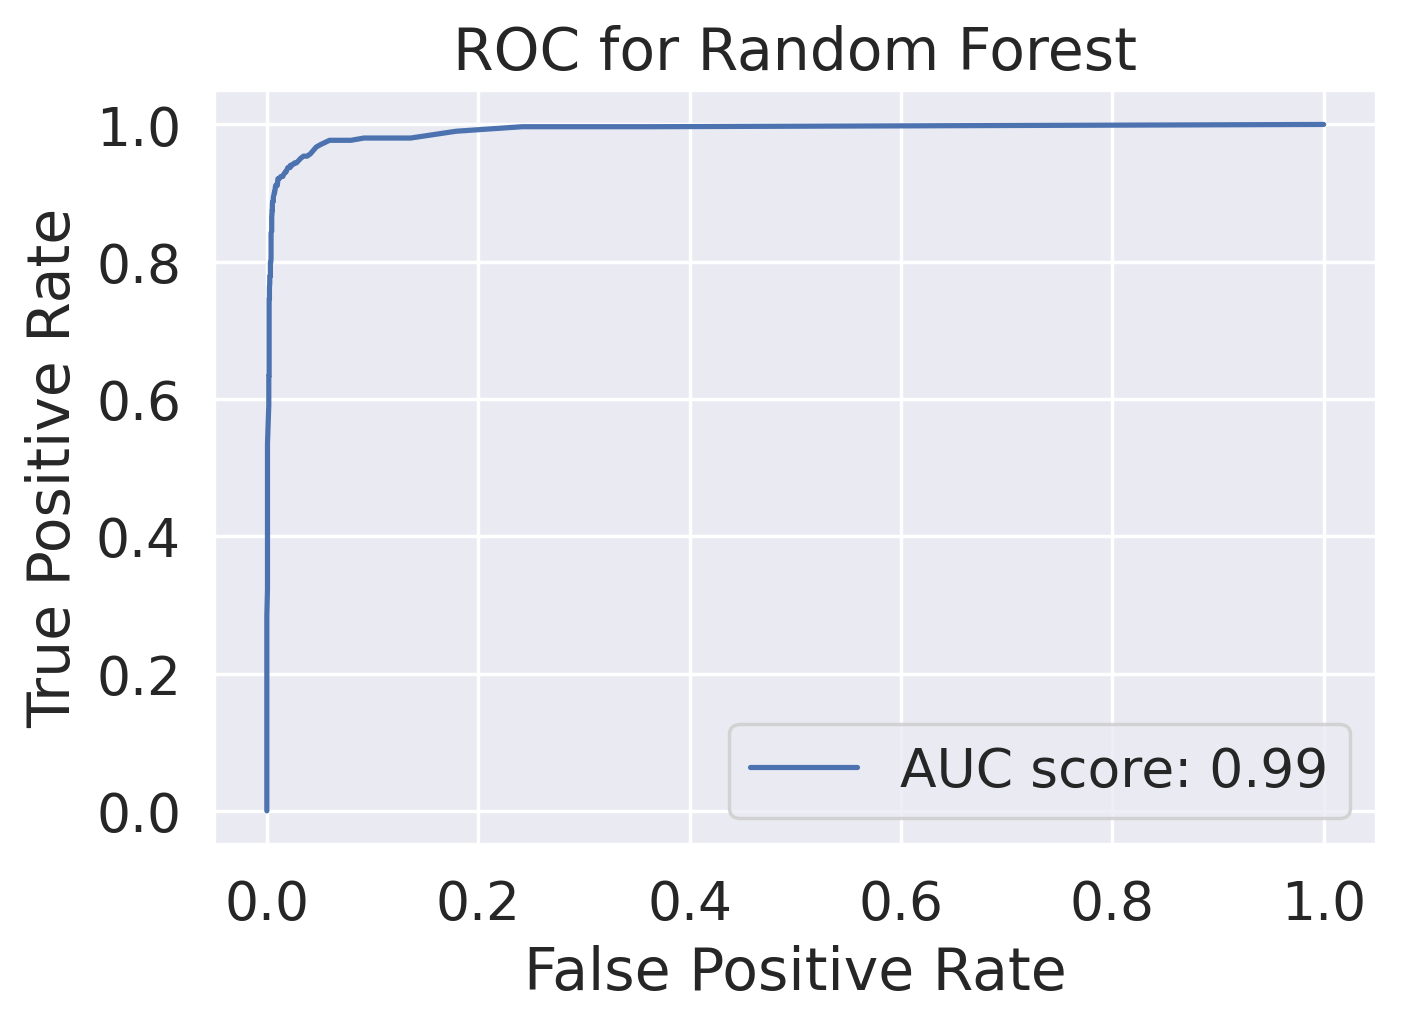 ROC for Random Forest
True Positive Rate
1.0
0.8
0.6
0.4
0.2
0.0
AUC score: 0.99
0.0 0.2 0.4 0.6 0.8 1.0
False Positive Rate